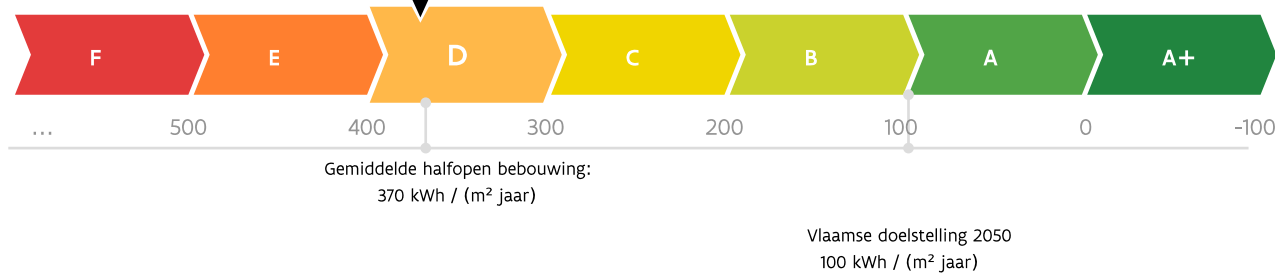 F E D C B A A+
... 500 400 300 200 100 0 -100
Gemiddelde halfopen bebouwing:
370 kWh / (m² jaar)
Vlaamse doelstelling 2050
100 kWh / (m² jaar)